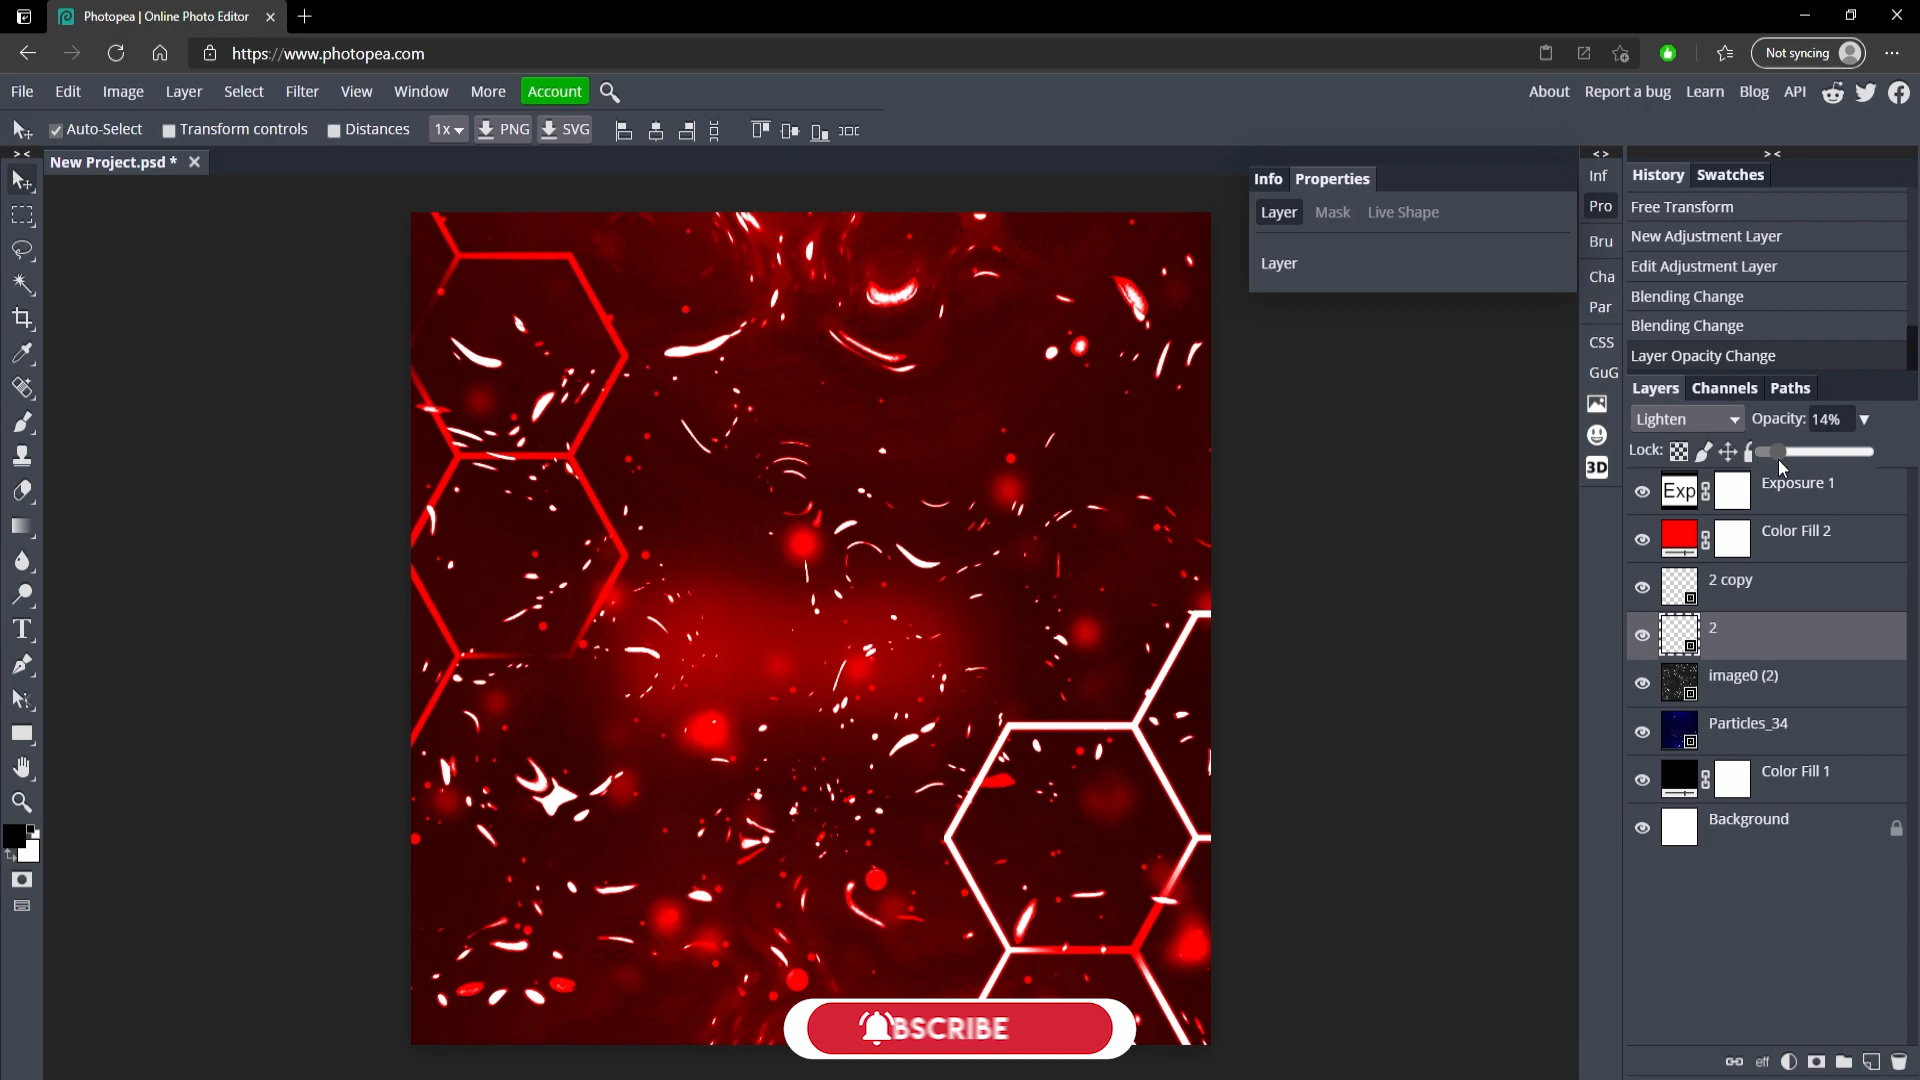 Photopea | Online Photo Editor
https://www.photopea.com
Not syncing
File Edit Image Layer Select Filter View Window More Account
About Report a bug Learn Blog API
Auto-Select Transform controls Distances 1x PNG SVG
New Project.psd *
Info Properties
Layer Mask Live Shape
Layer
Inf
Pro
Bru
Cha
Par
CSS
GuG
3D
History Swatches
Free Transform
New Adjustment Layer
Edit Adjustment Layer
Blending Change
Blending Change
Layer Opacity Change
Layers Channels Paths
Lighten Opacity: 14%
Lock:
Exp Exposure 1
Color Fill 2
2 copy
2
image0 (2)
Particles_34
Color Fill 1
Background
eff
T
BSCRIBE